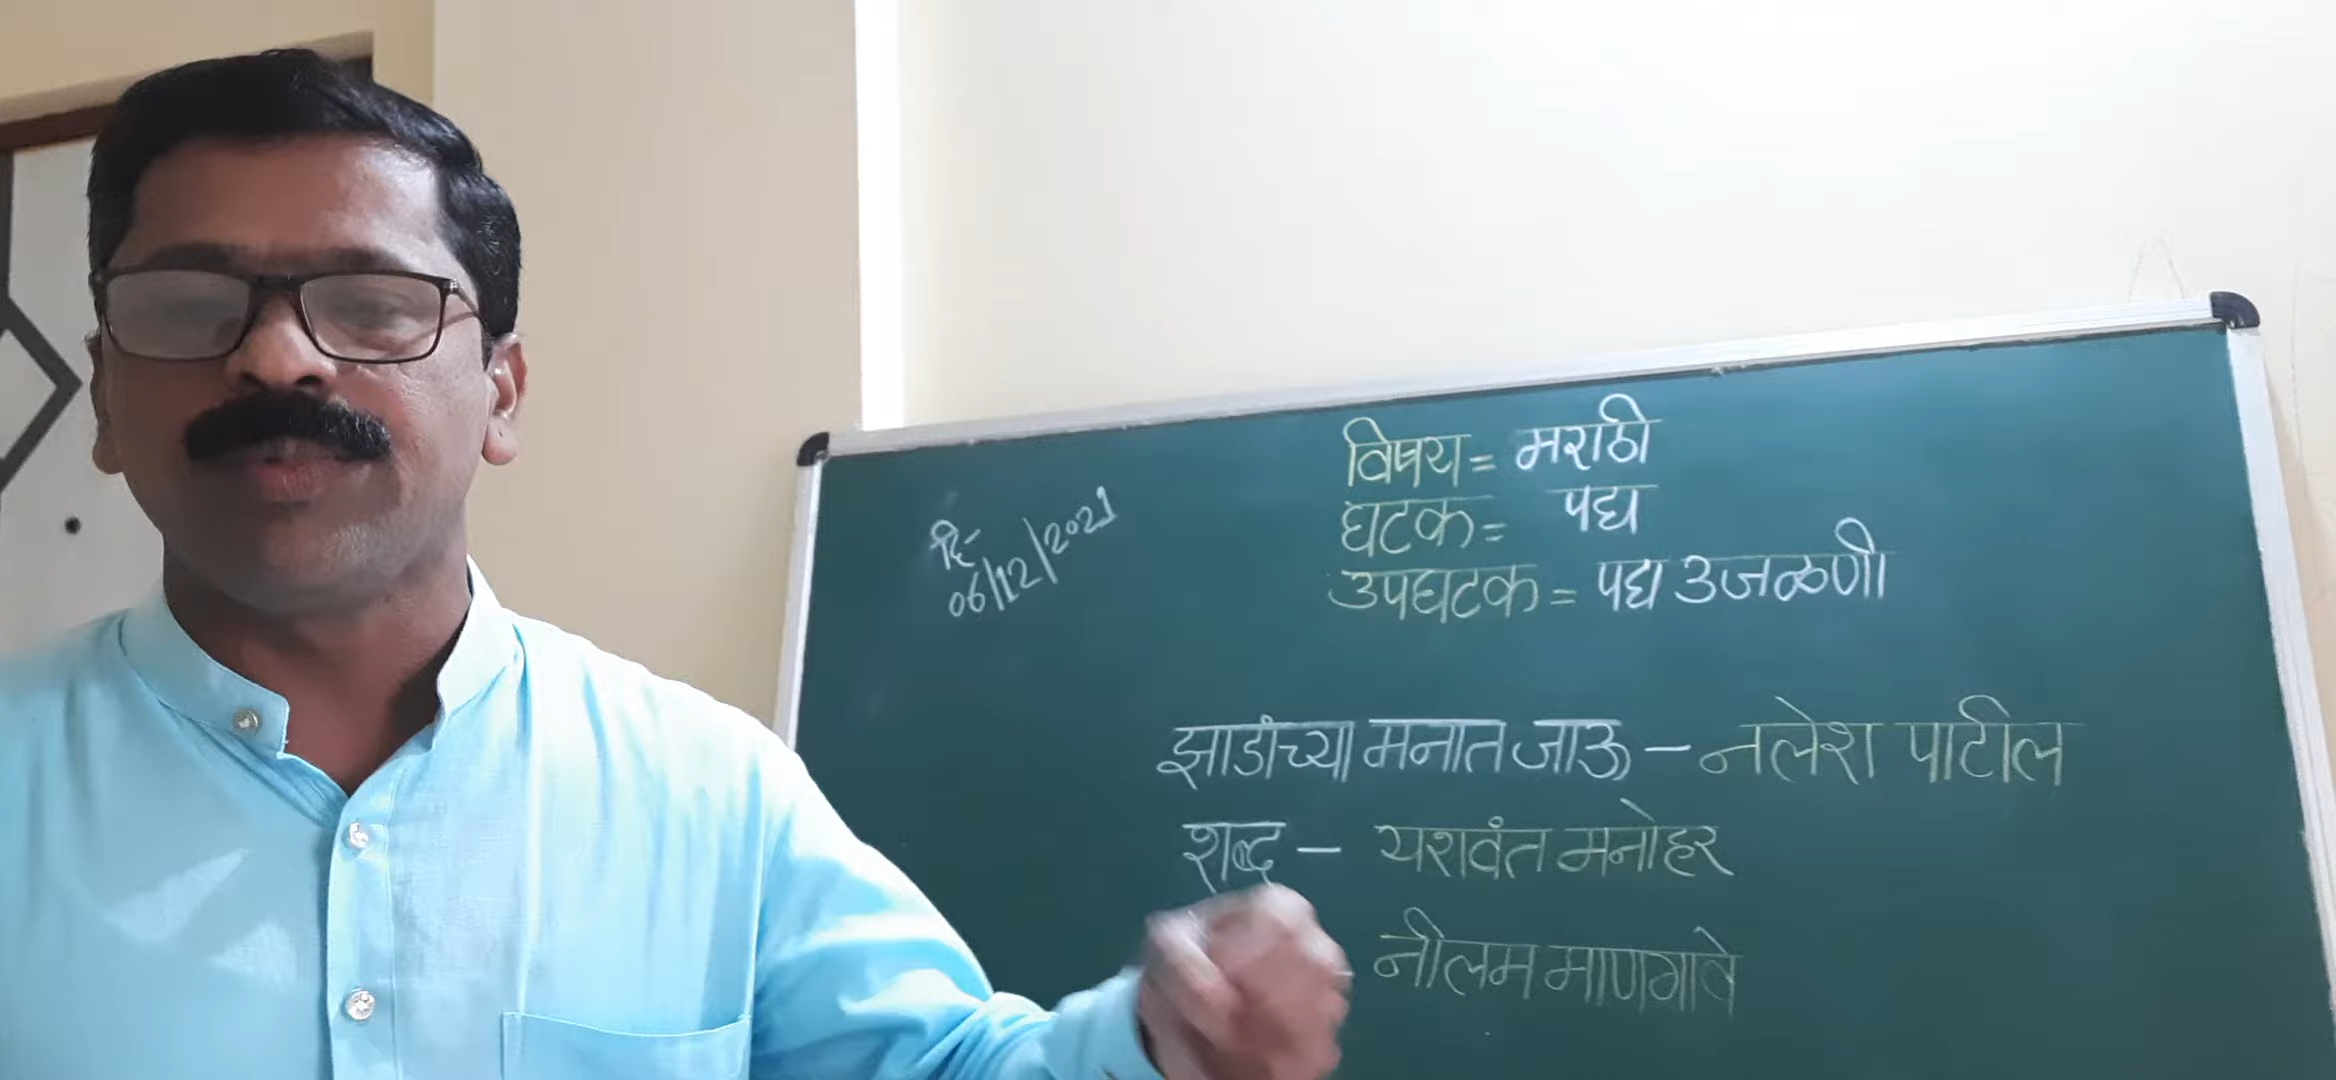 दि-
06/12/2021
विषय = मराठी
घटक = पद्य
उपघटक = पद्य उजळणी
झाडांच्या मनात जाऊ - नलेश पाटील
शब्द - यशवंत मनोहर
- नीलम माणगावे